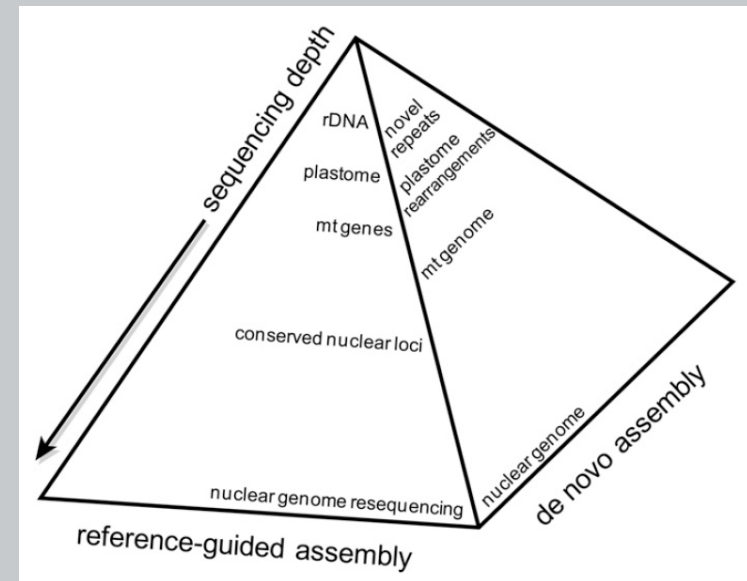 sequencing depth
rDNA
plastome
mt genes
conserved nuclear loci
nuclear genome resequencing
reference-guided assembly
novel
repeats
plastome
rearrangements
mt genome
nuclear genome
de novo assembly